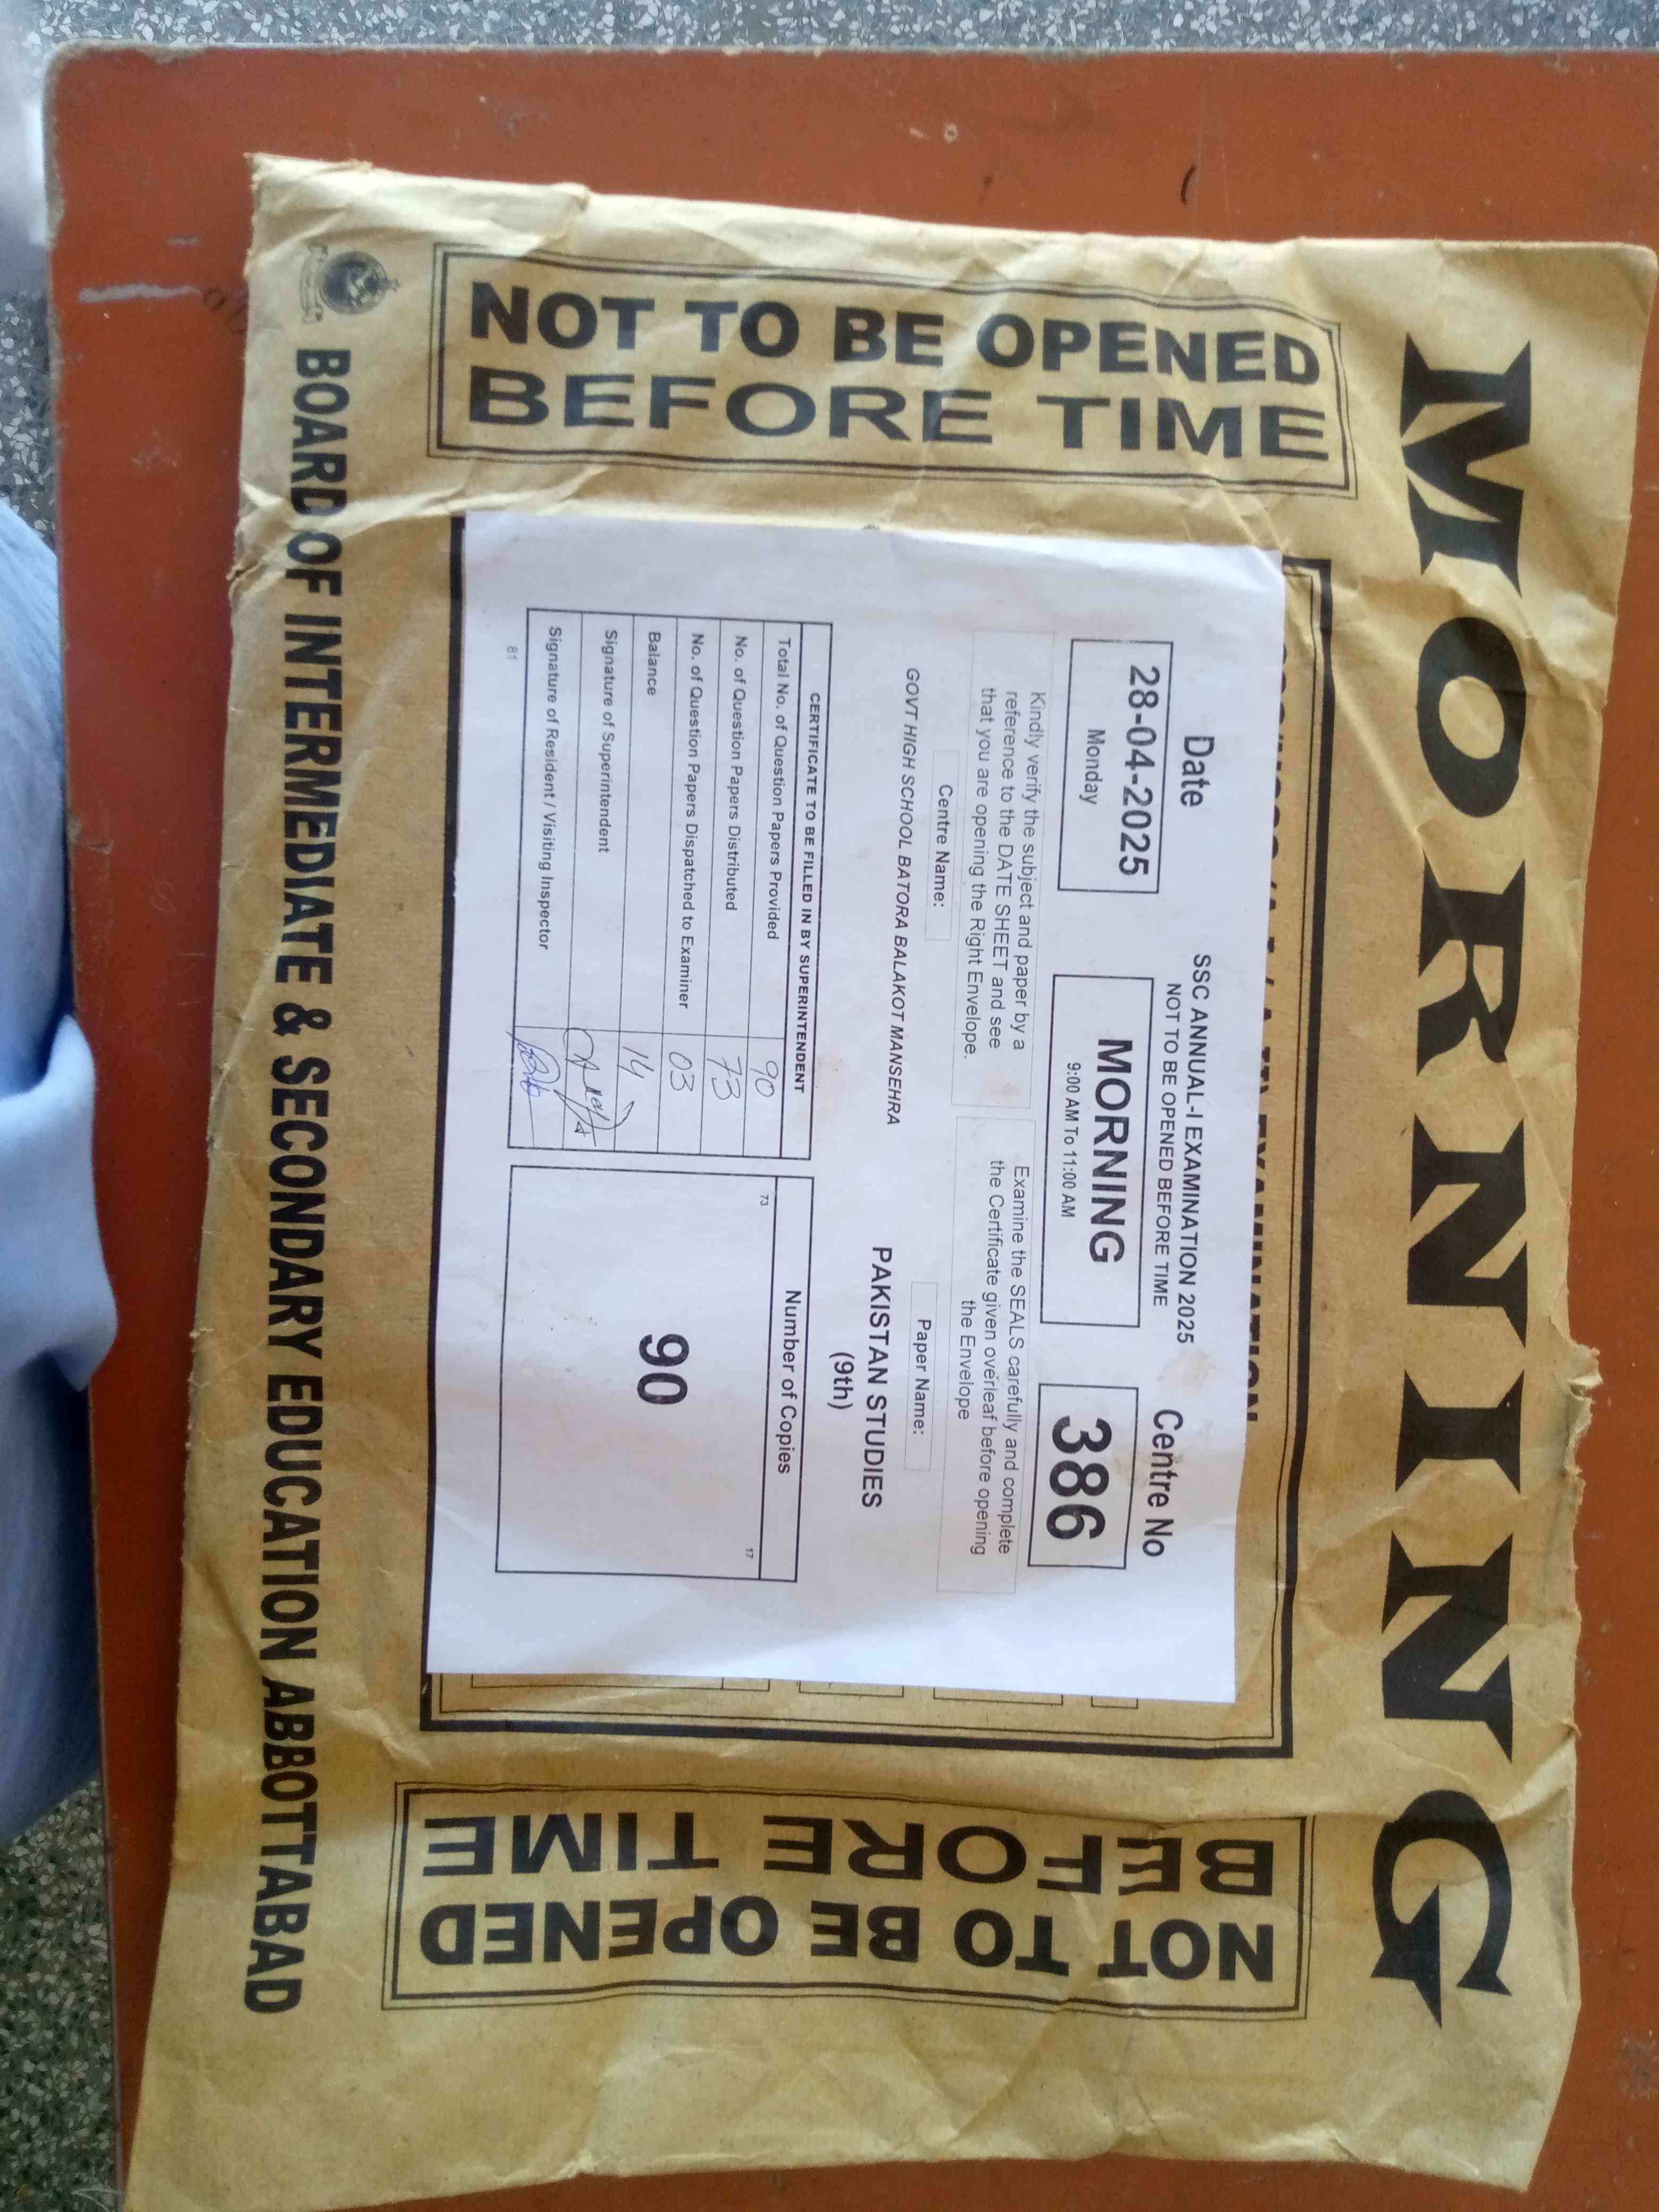 MORNING
NOT TO BE OPENED
BEFORE TIME
Date
28-04-2025
Monday
SSC ANNUAL-I EXAMINATION 2025
NOT TO BE OPENED BEFORE TIME
MORNING
9:00 AM To 11:00 AM
Centre No
386
Kindly verify the subject and paper by a
reference to the DATE SHEET and see
that you are opening the Right Envelope.
Examine the SEALS carefully and complete
the Certificate given overleaf before opening
the Envelope
Centre Name:
GOVT HIGH SCHOOL BATORA BALAKOT MANSEHRA
Paper Name:
PAKISTAN STUDIES
(9th)
CERTIFICATE TO BE FILLED IN BY SUPERINTENDENT
Total No. of Question Papers Provided 90
No. of Question Papers Distributed 73
No. of Question Papers Dispatched to Examiner 03
Balance 14
Signature of Superintendent
Signature of Resident / Visiting Inspector
81
Number of Copies
73
17
90
NOT TO BE OPENED
BEFORE TIME
BOARD OF INTERMEDIATE & SECONDARY EDUCATION ABBOTTABAD